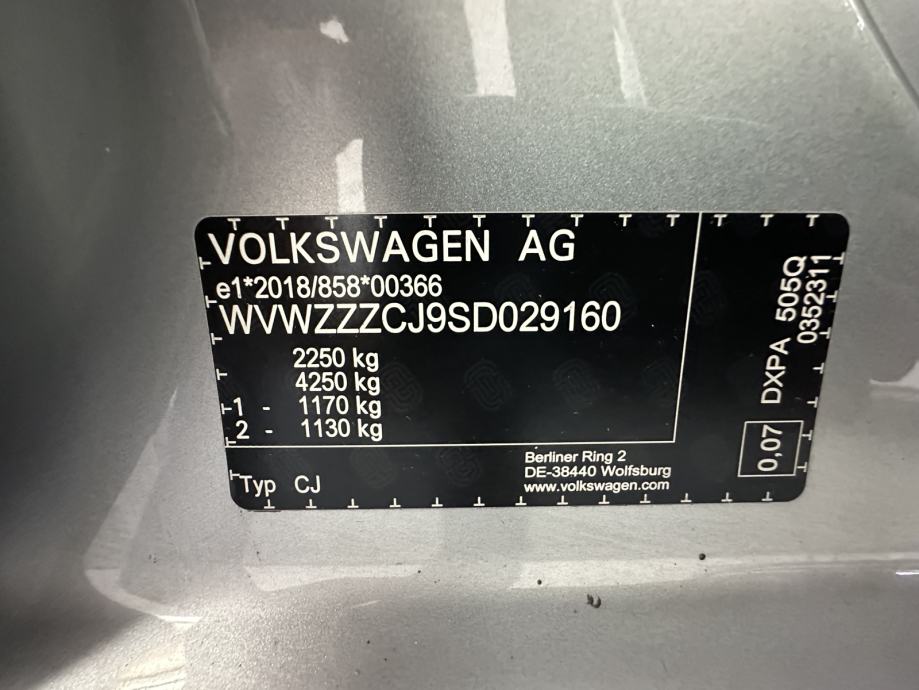 VOLKSWAGEN AG
e1*2018/858*00366
WVWZZZCJ9SD029160
2250 kg
4250 kg
1 - 1170 kg
2 - 1130 kg
Typ CJ
Berliner Ring 2
DE-38440 Wolfsburg
www.volkswagen.com
DXPA 505Q
0352311
0,07